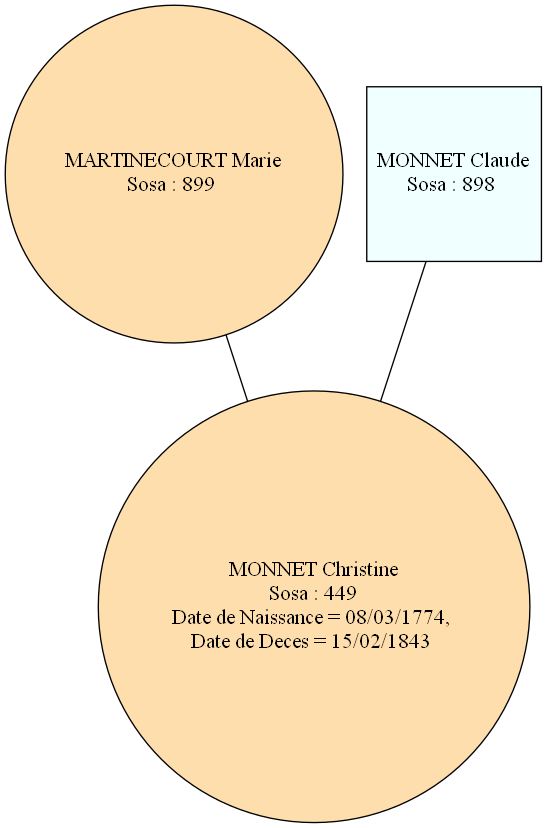 MARTINECOURT Marie
Sosa : 899
MONNET Claude
Sosa : 898
MONNET Christine
Sosa : 449
Date de Naissance = 08/03/1774,
Date de Deces = 15/02/1843